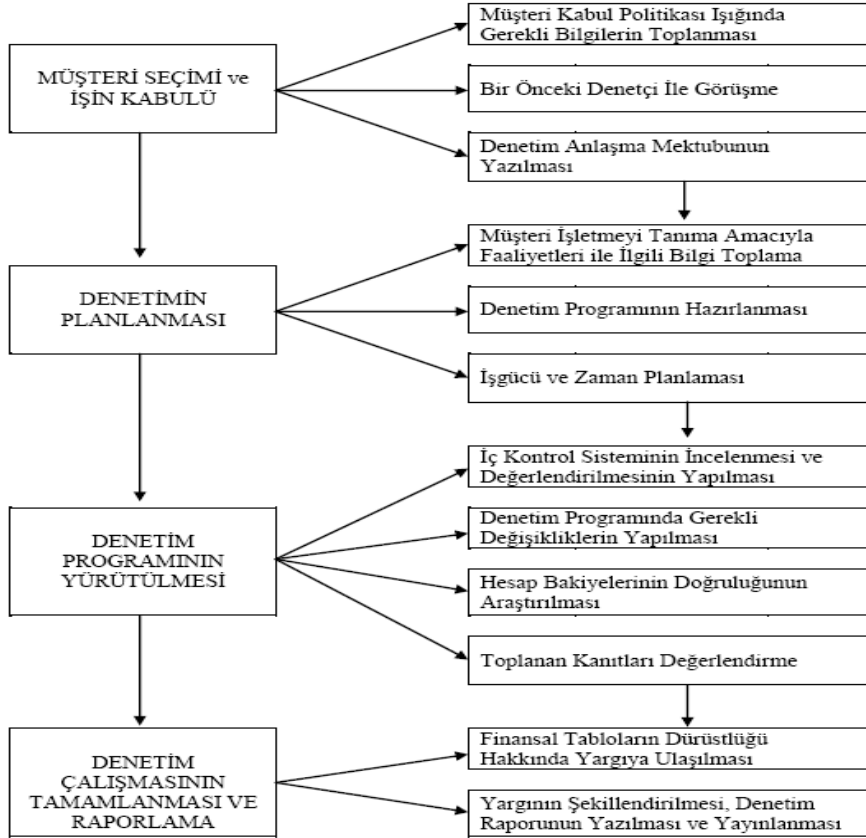 MÜŞTERİ SEÇİMİ ve
İŞİN KABULÜ
Müşteri Kabul Politikası Işığında
Gerekli Bilgilerin Toplanması
Bir Önceki Denetçi İle Görüşme
Denetim Anlaşma Mektubunun
Yazılması
DENETİMİN
PLANLANMASI
Müşteri İşletmeyi Tanıma Amacıyla
Faaliyetleri ile İlgili Bilgi Toplama
Denetim Programının Hazırlanması
İşgücü ve Zaman Planlaması
DENETİM
PROGRAMININ
YÜRÜTÜLMESİ
İç Kontrol Sisteminin İncelenmesi ve
Değerlendirilmesinin Yapılması
Denetim Programında Gerekli
Değişikliklerin Yapılması
Hesap Bakiyelerinin Doğruluğunun
Araştırılması
Toplanan Kanıtları Değerlendirme
DENETİM
ÇALIŞMASININ
TAMAMLANMASI VE
RAPORLAMA
Finansal Tabloların Dürüstlüğü
Hakkında Yargıya Ulaşılması
Yargının Şekillendirilmesi, Denetim
Raporunun Yazılması ve Yayınlanması